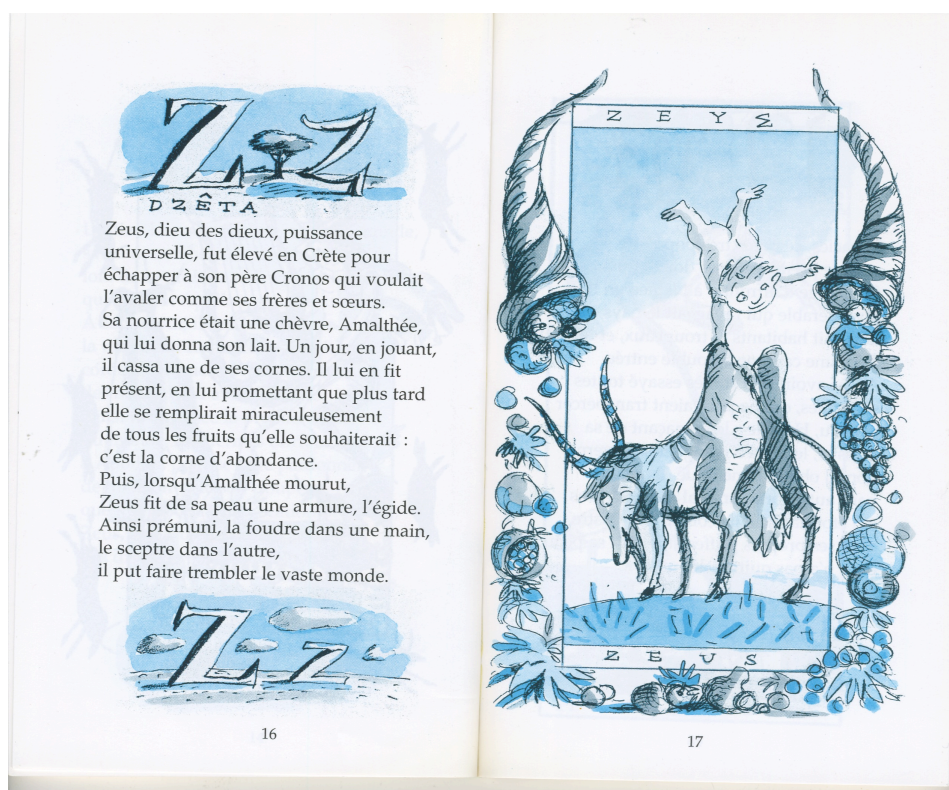 Z Z
DZÊTA
Zeus, dieu des dieux, puissance
universelle, fut élevé en Crète pour
échapper à son père Cronos qui voulait
l'avaler comme ses frères et sœurs.
Sa nourrice était une chèvre, Amalthée,
qui lui donna son lait. Un jour, en jouant,
il cassa une de ses cornes. Il lui en fit
présent, en lui promettant que plus tard
elle se remplirait miraculeusement
de tous les fruits qu'elle souhaiterait :
c'est la corne d'abondance.
Puis, lorsqu'Amalthée mourut,
Zeus fit de sa peau une armure, l'égide.
Ainsi prémuni, la foudre dans une main,
le sceptre dans l'autre,
il put faire trembler le vaste monde.
Z z
16
ΖΕΥΣ
ZEUS
17